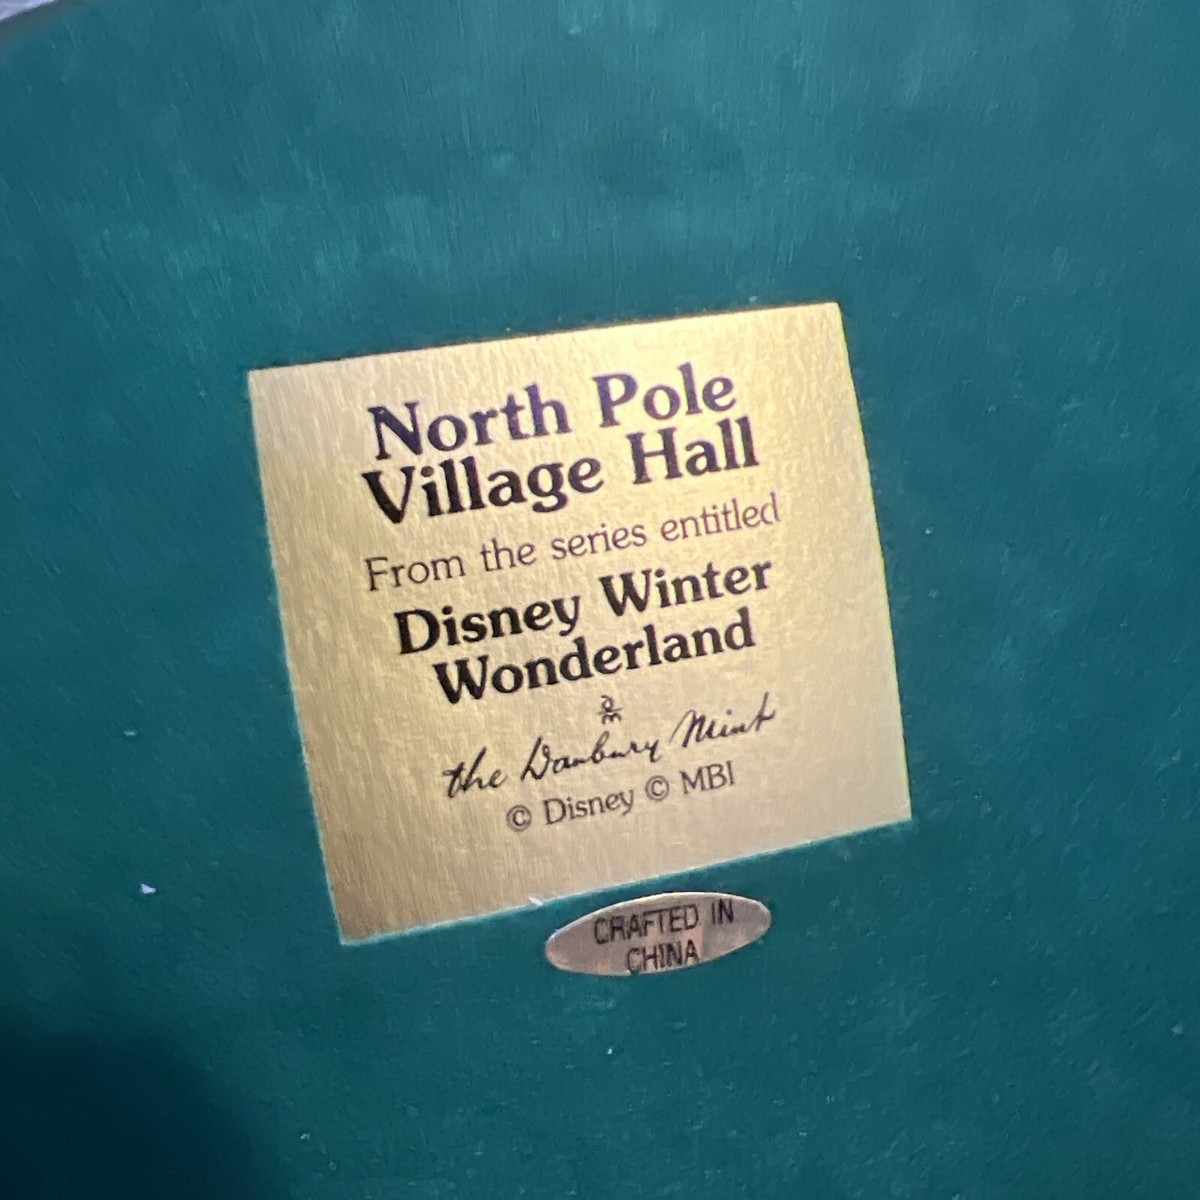 North Pole
Village Hall
From the series entitled
Disney Winter
Wonderland
DM
the Danbury Mint
© Disney © MBI
CRAFTED IN
CHINA